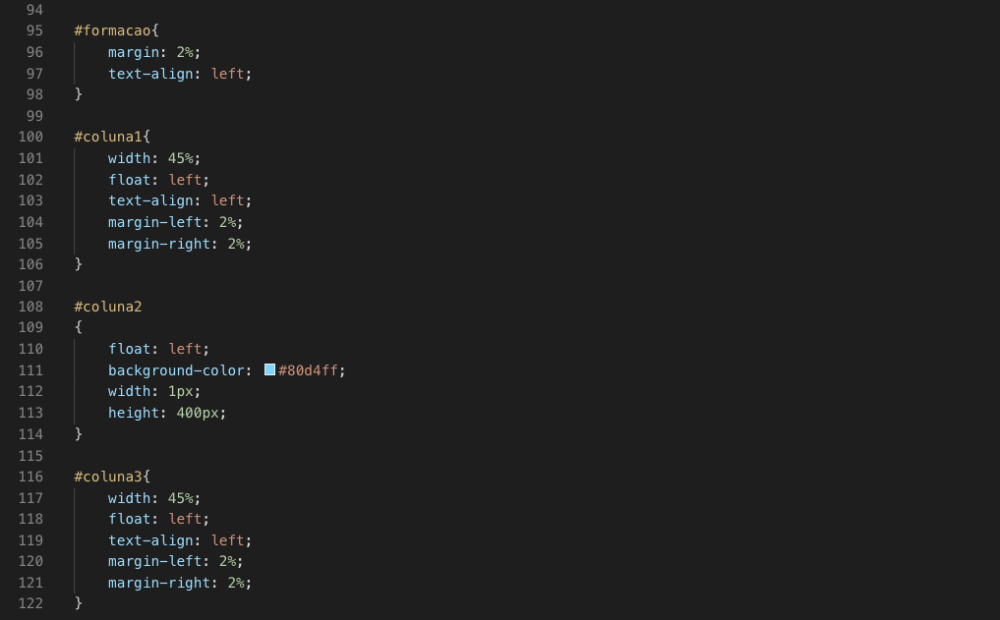 94
95 #formacao{
96     margin: 2%;
97     text-align: left;
98 }
99
100 #coluna1{
101     width: 45%;
102     float: left;
103     text-align: left;
104     margin-left: 2%;
105     margin-right: 2%;
106 }
107
108 #coluna2
109 {
110     float: left;
111     background-color: #80d4ff;
112     width: 1px;
113     height: 400px;
114 }
115
116 #coluna3{
117     width: 45%;
118     float: left;
119     text-align: left;
120     margin-left: 2%;
121     margin-right: 2%;
122 }